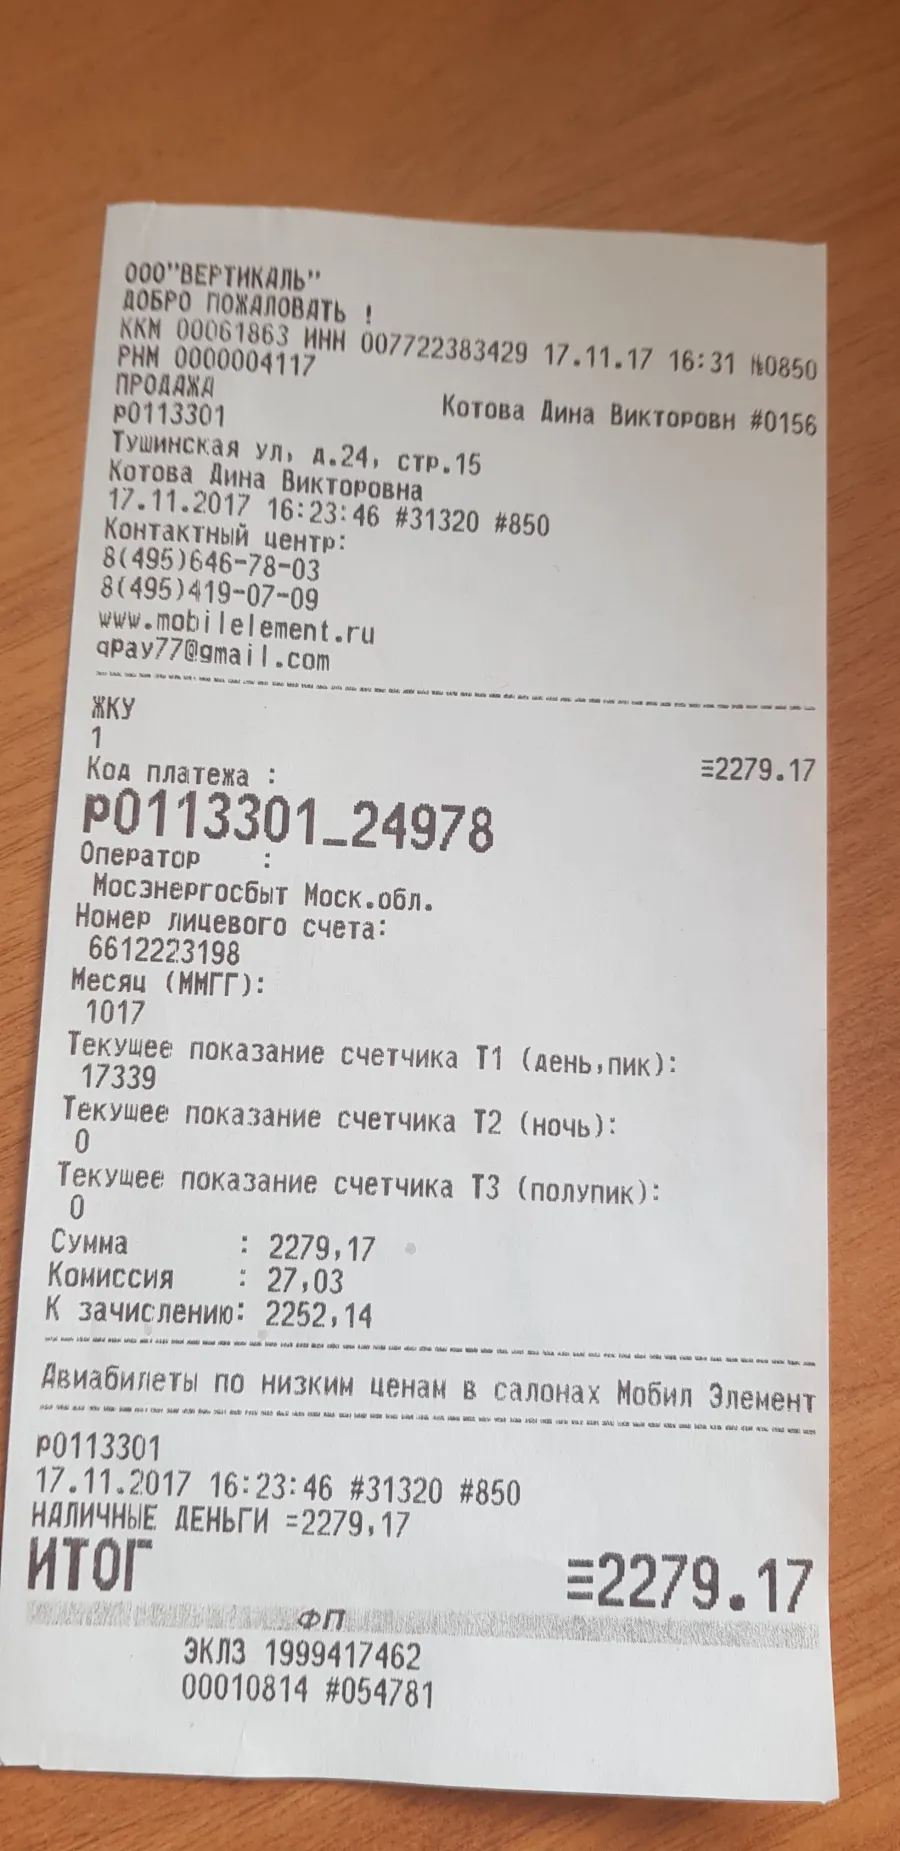 ООО"ВЕРТИКАЛЬ"
ДОБРО ПОЖАЛОВАТЬ !
ККМ 00061863 ИНН 007722383429 17.11.17 16:31 №0850
РНМ 0000004117
ПРОДАЖА
Котова Дина Викторовн #0156
р0113301
Тушинская ул, д.24, стр.15
Котова Дина Викторовна
17.11.2017 16:23:46 #31320 #850
Контактный центр:
8(495)646-78-03
8(495)419-07-09
www.mobilelement.ru
qpay77@gmail.com
ЖКУ
1 ≡2279.17
Код платежа :
р0113301_24978
Оператор :
Мосэнергосбыт Моск.обл.
Номер лицевого счета:
6612223198
Месяц (ММГГ):
1017
Текущее показание счетчика Т1 (день,пик):
17339
Текущее показание счетчика Т2 (ночь):
0
Текущее показание счетчика Т3 (полупик):
0
Сумма : 2279,17
Комиссия : 27,03
К зачислению: 2252,14
Авиабилеты по низким ценам в салонах Мобил Элемент
р0113301
17.11.2017 16:23:46 #31320 #850
НАЛИЧНЫЕ ДЕНЬГИ =2279,17
ИТОГ ≡2279.17
ФП
ЭКЛЗ 1999417462
00010814 #054781